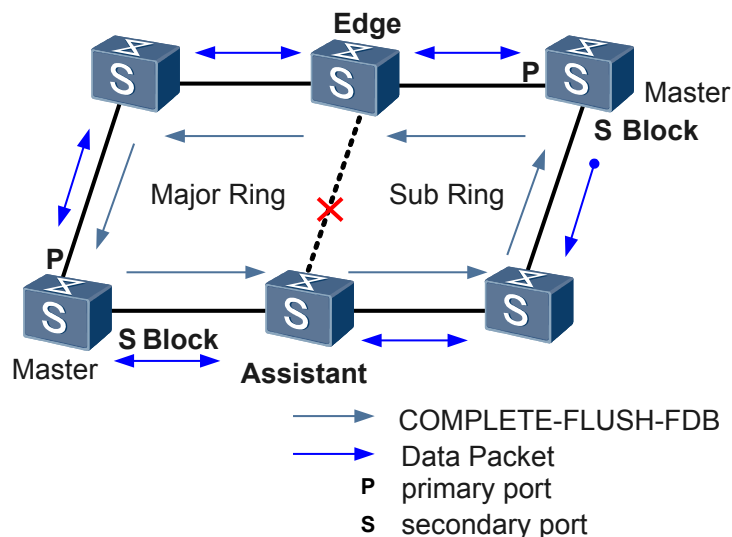 Edge
S
S
P
S
Master
S Block
Major Ring
Sub Ring
P
S
S
S
S Block
Master
Assistant
COMPLETE-FLUSH-FDB
Data Packet
P primary port
S secondary port